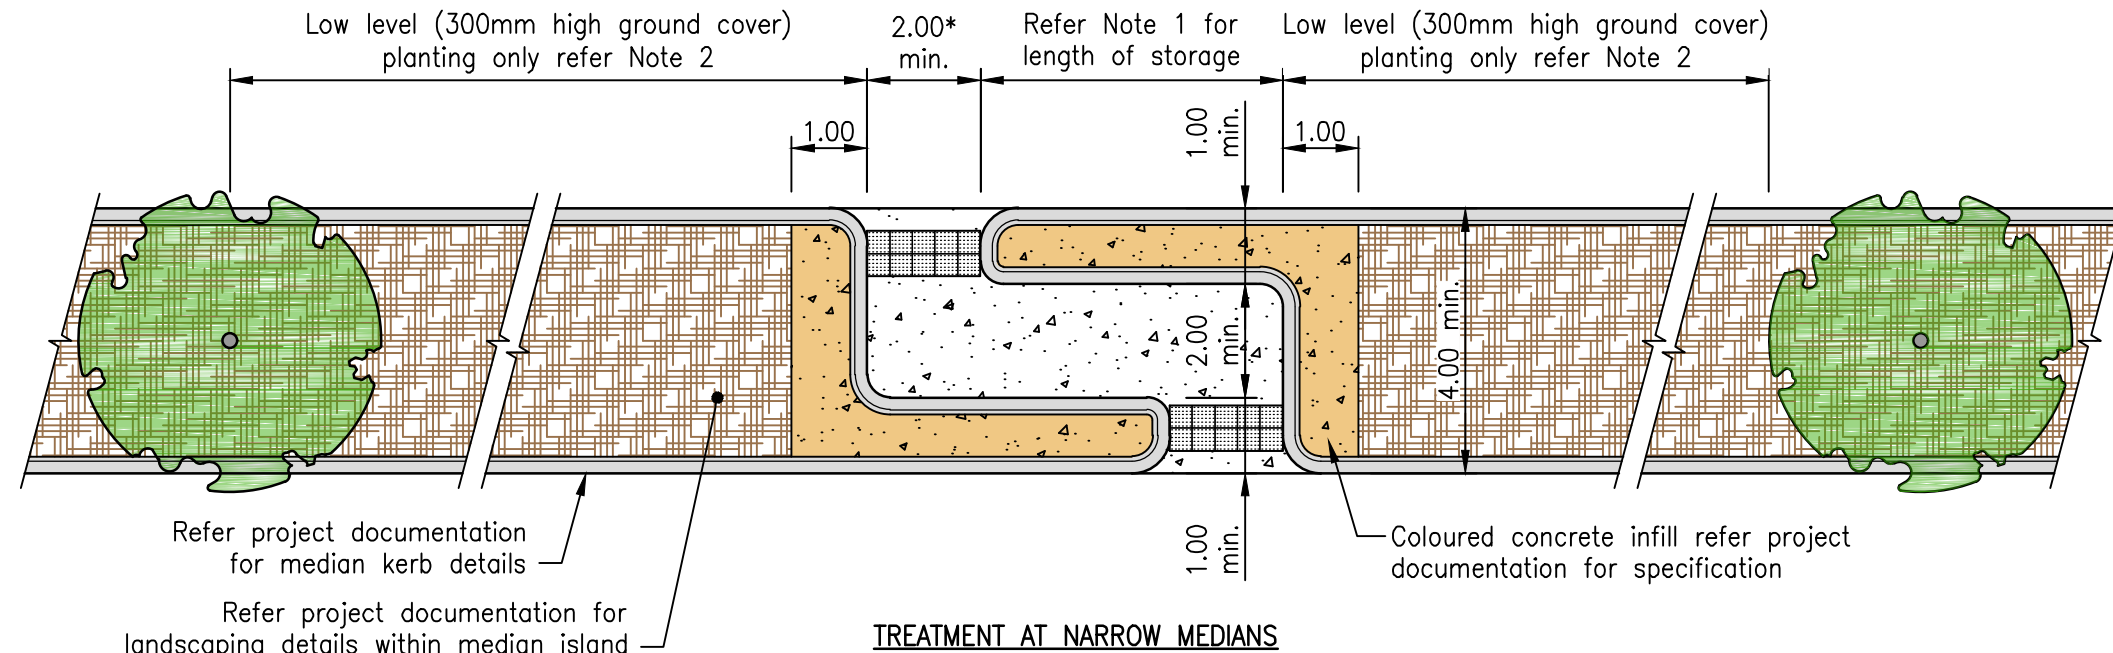 Low level (300mm high ground cover)
planting only refer Note 2
2.00*
min.
Refer Note 1 for
length of storage
Low level (300mm high ground cover)
planting only refer Note 2
1.00
1.00
min.
1.00
2.00
min.
4.00 min.
1.00
min.
Refer project documentation
for median kerb details
Refer project documentation for
landscaping details within median island
Coloured concrete infill refer project
documentation for specification
TREATMENT AT NARROW MEDIANS